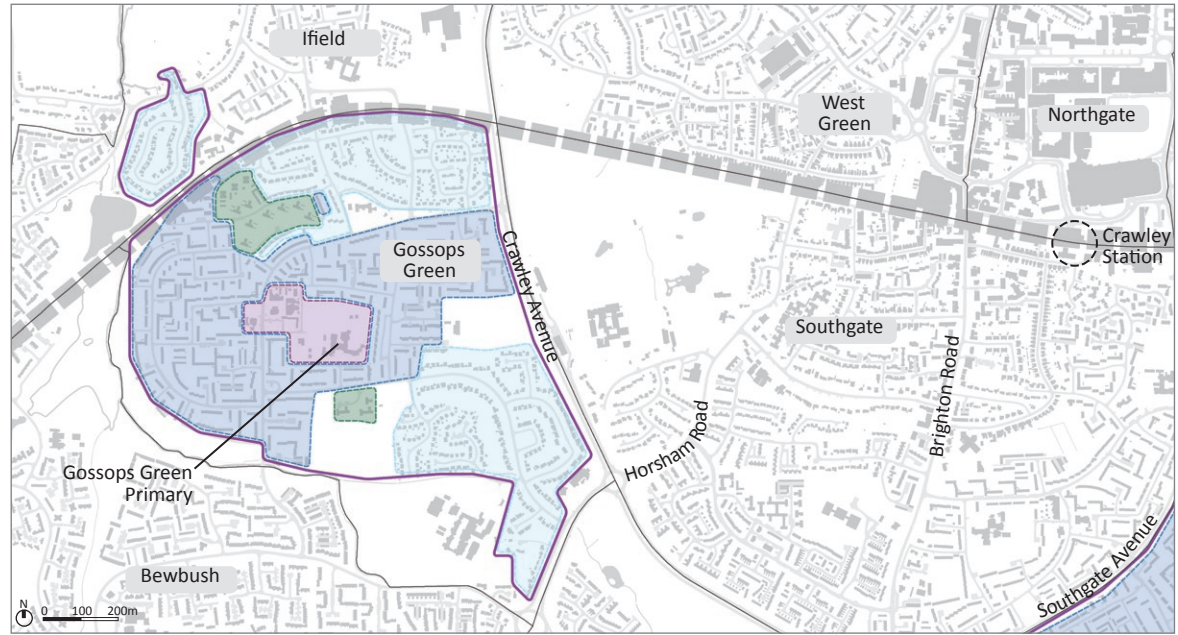 Ifield
West
Green
Northgate
Gossops
Green
Crawley Avenue
Crawley
Station
Southgate
Brighton Road
Horsham Road
Gossops Green
Primary
Bewbush
Southgate Avenue
N
0 100 200m